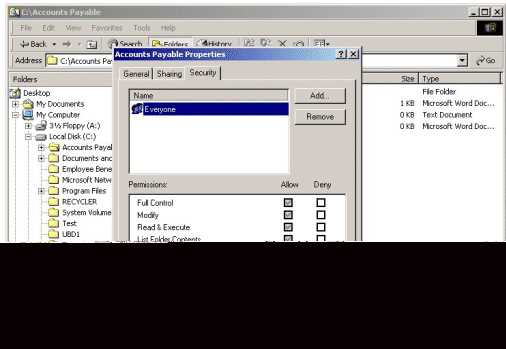 C:\Accounts Payable
File Edit View Favorites Tools Help
Back Search Folders History
Address C:\Accounts Pa Go
Accounts Payable Properties
General Sharing Security
Name
Everyone
Add...
Remove
Permissions: Allow Deny
Full Control
Modify
Read & Execute
List Folder Contents
Folders
Desktop
My Documents
My Computer
3½ Floppy (A:)
Local Disk (C:)
Accounts Payal
Documents and
Employee Bene
Microsoft Netw
Program Files
RECYCLER
System Volume
Test
UBD1
Size Type
File Folder
1 KB Microsoft Word Doc...
0 KB Text Document
0 KB Microsoft Word Doc...